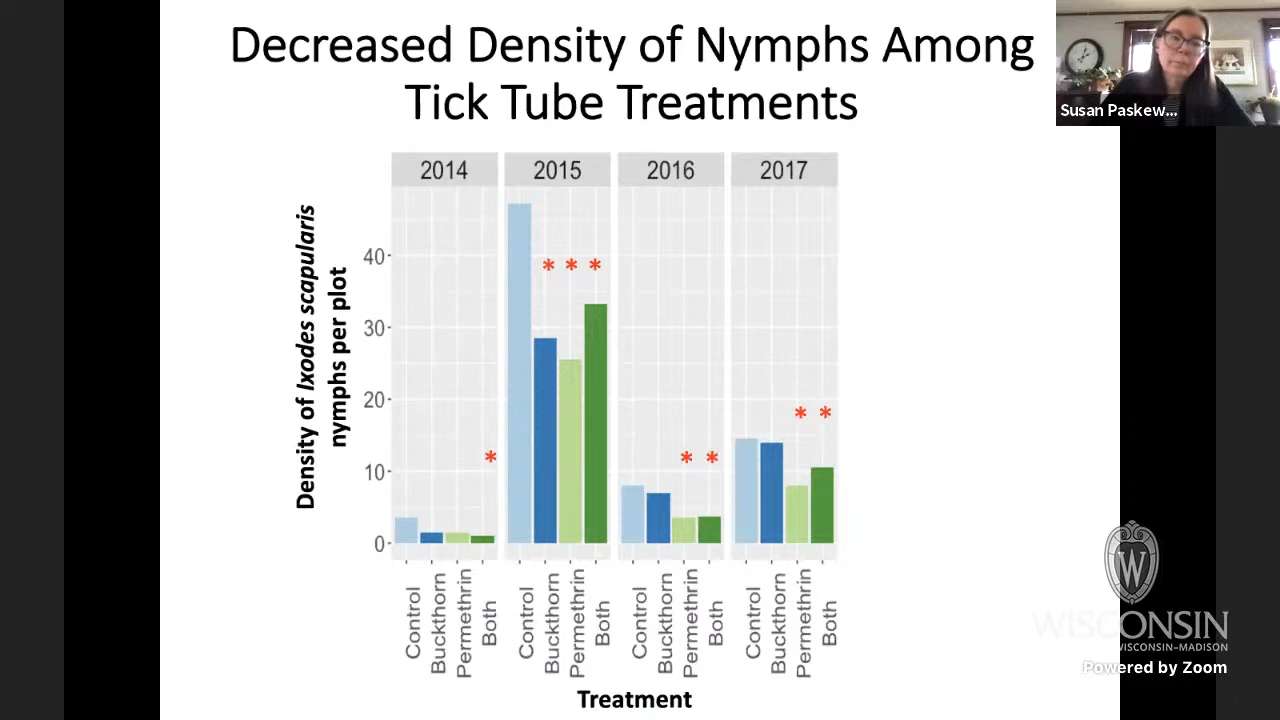 Decreased Density of Nymphs Among
Tick Tube Treatments
Susan Paskew...
2014 2015 2016 2017
Density of Ixodes scapularis
nymphs per plot
40
* * *
30
20
* *
* * *
10
0
Control Buckthorn Permethrin Both Control Buckthorn Permethrin Both Control Buckthorn Permethrin Both Control Buckthorn Permethrin Both
Treatment
W
WISCONSIN
WISCONSIN-MADISON
Powered by Zoom